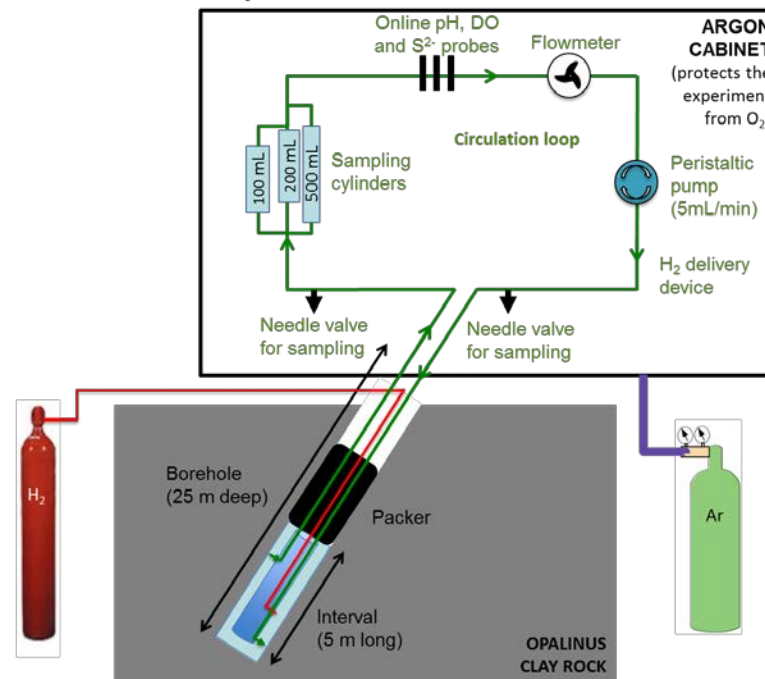 Online pH, DO
and S²⁻ probes
Flowmeter
ARGON
CABINET
(protects the
experiment
from O₂
Circulation loop
100 mL
200 mL
500 mL
Sampling
cylinders
Peristaltic
pump
(5mL/min)
H₂ delivery
device
Needle valve
for sampling
Needle valve
for sampling
H₂
Borehole
(25 m deep)
Packer
Ar
Interval
(5 m long)
OPALINUS
CLAY ROCK